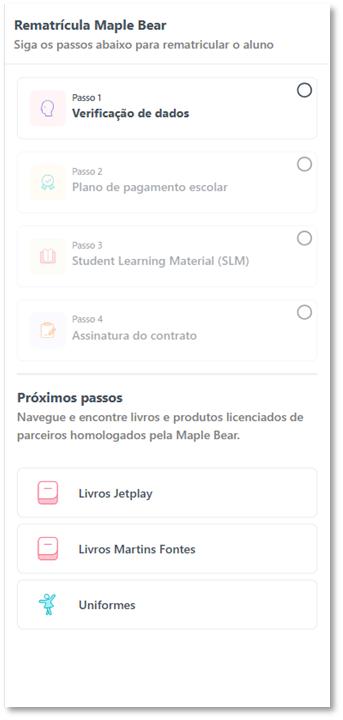 Rematrícula Maple Bear
Siga os passos abaixo para rematricular o aluno
Passo 1
Verificação de dados
Passo 2
Plano de pagamento escolar
Passo 3
Student Learning Material (SLM)
Passo 4
Assinatura do contrato
Próximos passos
Navegue e encontre livros e produtos licenciados de
parceiros homologados pela Maple Bear.
Livros Jetplay
Livros Martins Fontes
Uniformes